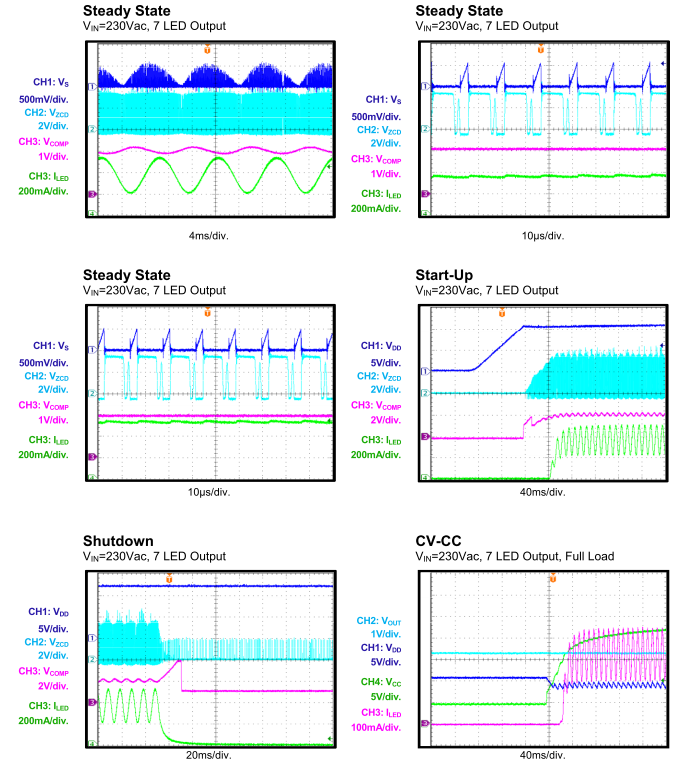 Steady State
VIN=230Vac, 7 LED Output
CH1: VS
500mV/div.
CH2: VZCD
2V/div.
CH3: VCOMP
1V/div.
CH3: ILED
200mA/div.
4ms/div.
Steady State
VIN=230Vac, 7 LED Output
CH1: VS
500mV/div.
CH2: VZCD
2V/div.
CH3: VCOMP
1V/div.
CH3: ILED
200mA/div.
10µs/div.
Steady State
VIN=230Vac, 7 LED Output
CH1: VS
500mV/div.
CH2: VZCD
2V/div.
CH3: VCOMP
1V/div.
CH3: ILED
200mA/div.
10µs/div.
Start-Up
VIN=230Vac, 7 LED Output
CH1: VDD
5V/div.
CH2: VZCD
2V/div.
CH3: VCOMP
2V/div.
CH3: ILED
200mA/div.
40ms/div.
Shutdown
VIN=230Vac, 7 LED Output
CH1: VDD
5V/div.
CH2: VZCD
2V/div.
CH3: VCOMP
2V/div.
CH3: ILED
200mA/div.
20ms/div.
CV-CC
VIN=230Vac, 7 LED Output, Full Load
CH2: VOUT
1V/div.
CH1: VDD
5V/div.
CH4: VCC
5V/div.
CH3: ILED
100mA/div.
40ms/div.